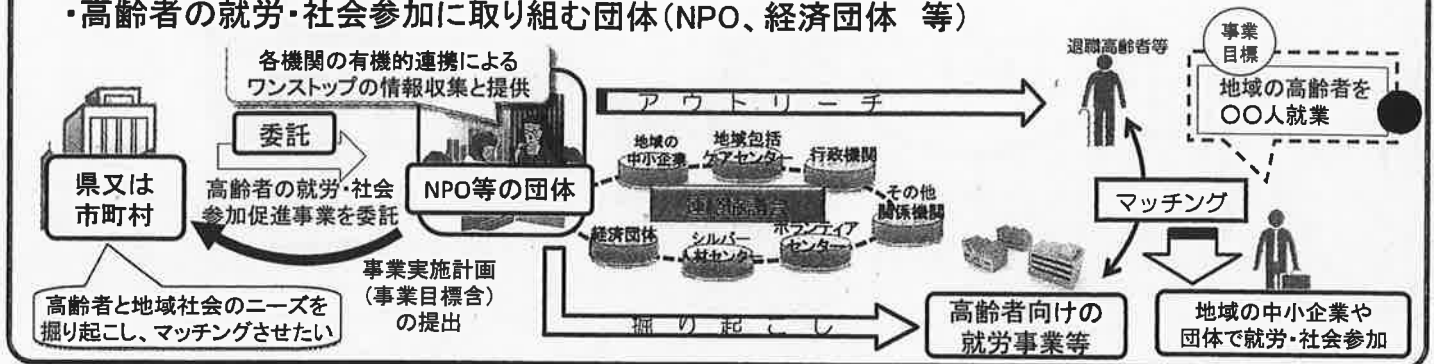 ・高齢者の就労・社会参加に取り組む団体(NPO、経済団体　等)
各機関の有機的連携による
ワンストップの情報収集と提供
委託
県又は
市町村
高齢者の就労・社会
参加促進事業を委託
NPO等の団体
事業実施計画
(事業目標含)
の提出
高齢者と地域社会のニーズを
掘り起こし、マッチングさせたい
アウトリーチ
地域の
中小企業
地域包括
ケアセンター
行政機関
その他
関係機関
経済団体
シルバー
人材センター
ボランティア
センター
掘り起こし
退職高齢者等
事業
目標
地域の高齢者を
〇〇人就業
マッチング
高齢者向けの
就労事業等
地域の中小企業や
団体で就労・社会参加